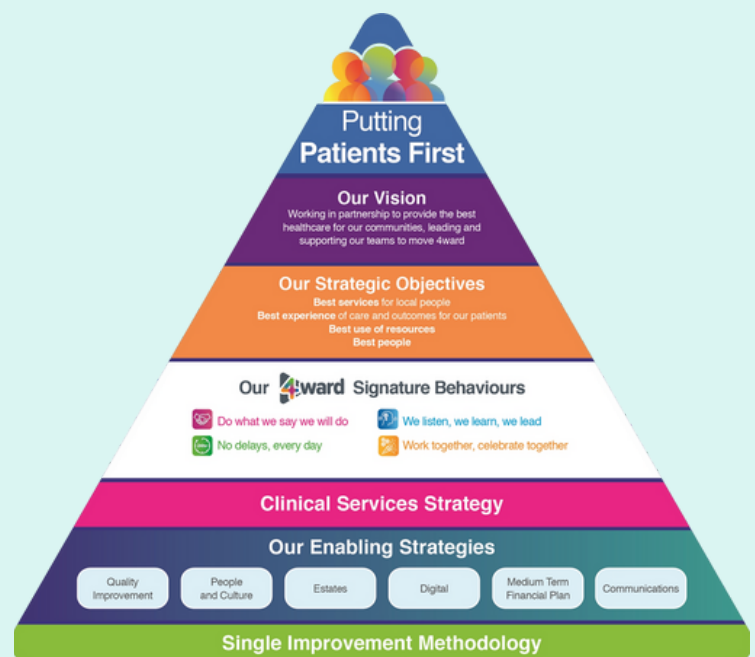 Putting
Patients First
Our Vision
Working in partnership to provide the best
healthcare for our communities, leading and
supporting our teams to move 4ward
Our Strategic Objectives
Best services for local people
Best experience of care and outcomes for our patients
Best use of resources
Best people
Our 4ward Signature Behaviours
Do what we say we will do
We listen, we learn, we lead
No delays, every day
Work together, celebrate together
Clinical Services Strategy
Our Enabling Strategies
Quality
Improvement
People
and Culture
Estates
Digital
Medium Term
Financial Plan
Communications
Single Improvement Methodology